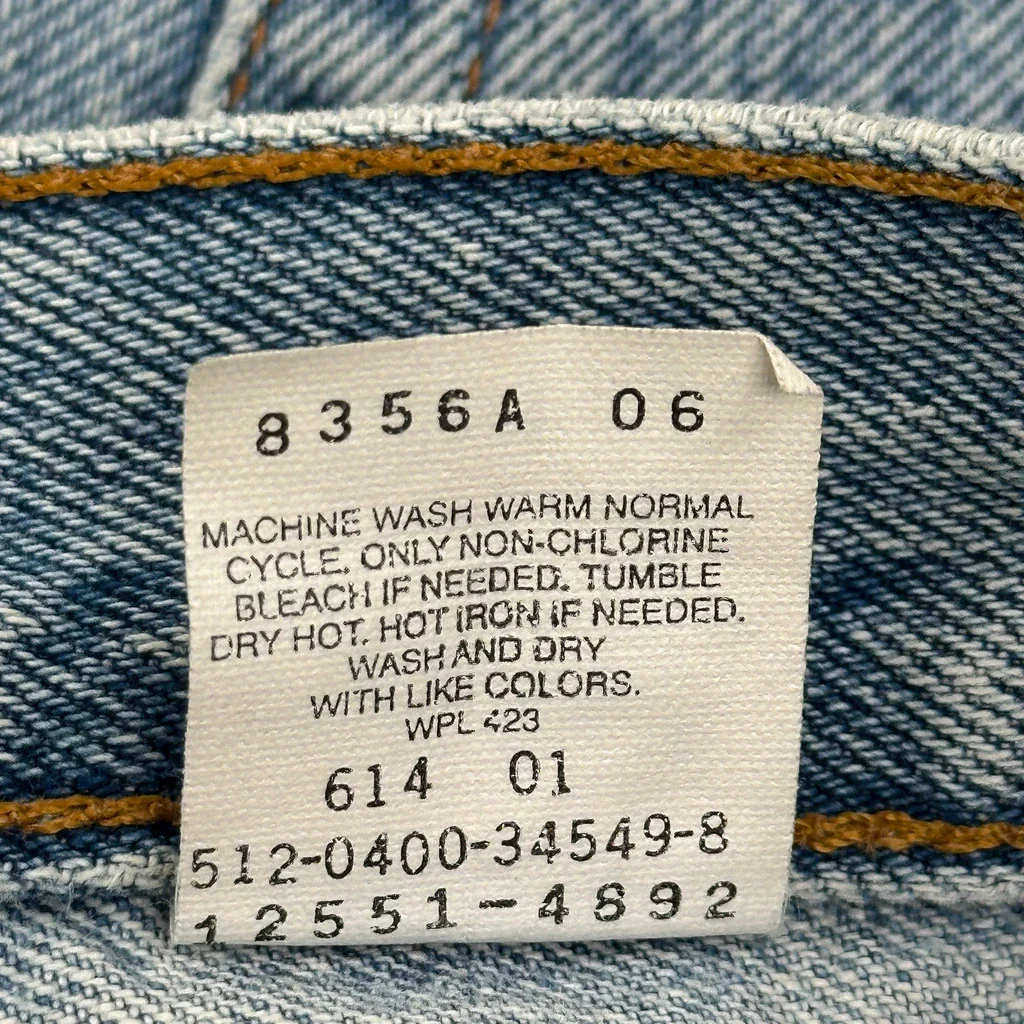 8356A 06
MACHINE WASH WARM NORMAL
CYCLE. ONLY NON-CHLORINE
BLEACH IF NEEDED. TUMBLE
DRY HOT. HOT IRON IF NEEDED.
WASH AND DRY
WITH LIKE COLORS.
WPL 423
614 01
512-0400-34549-8
12551-4892